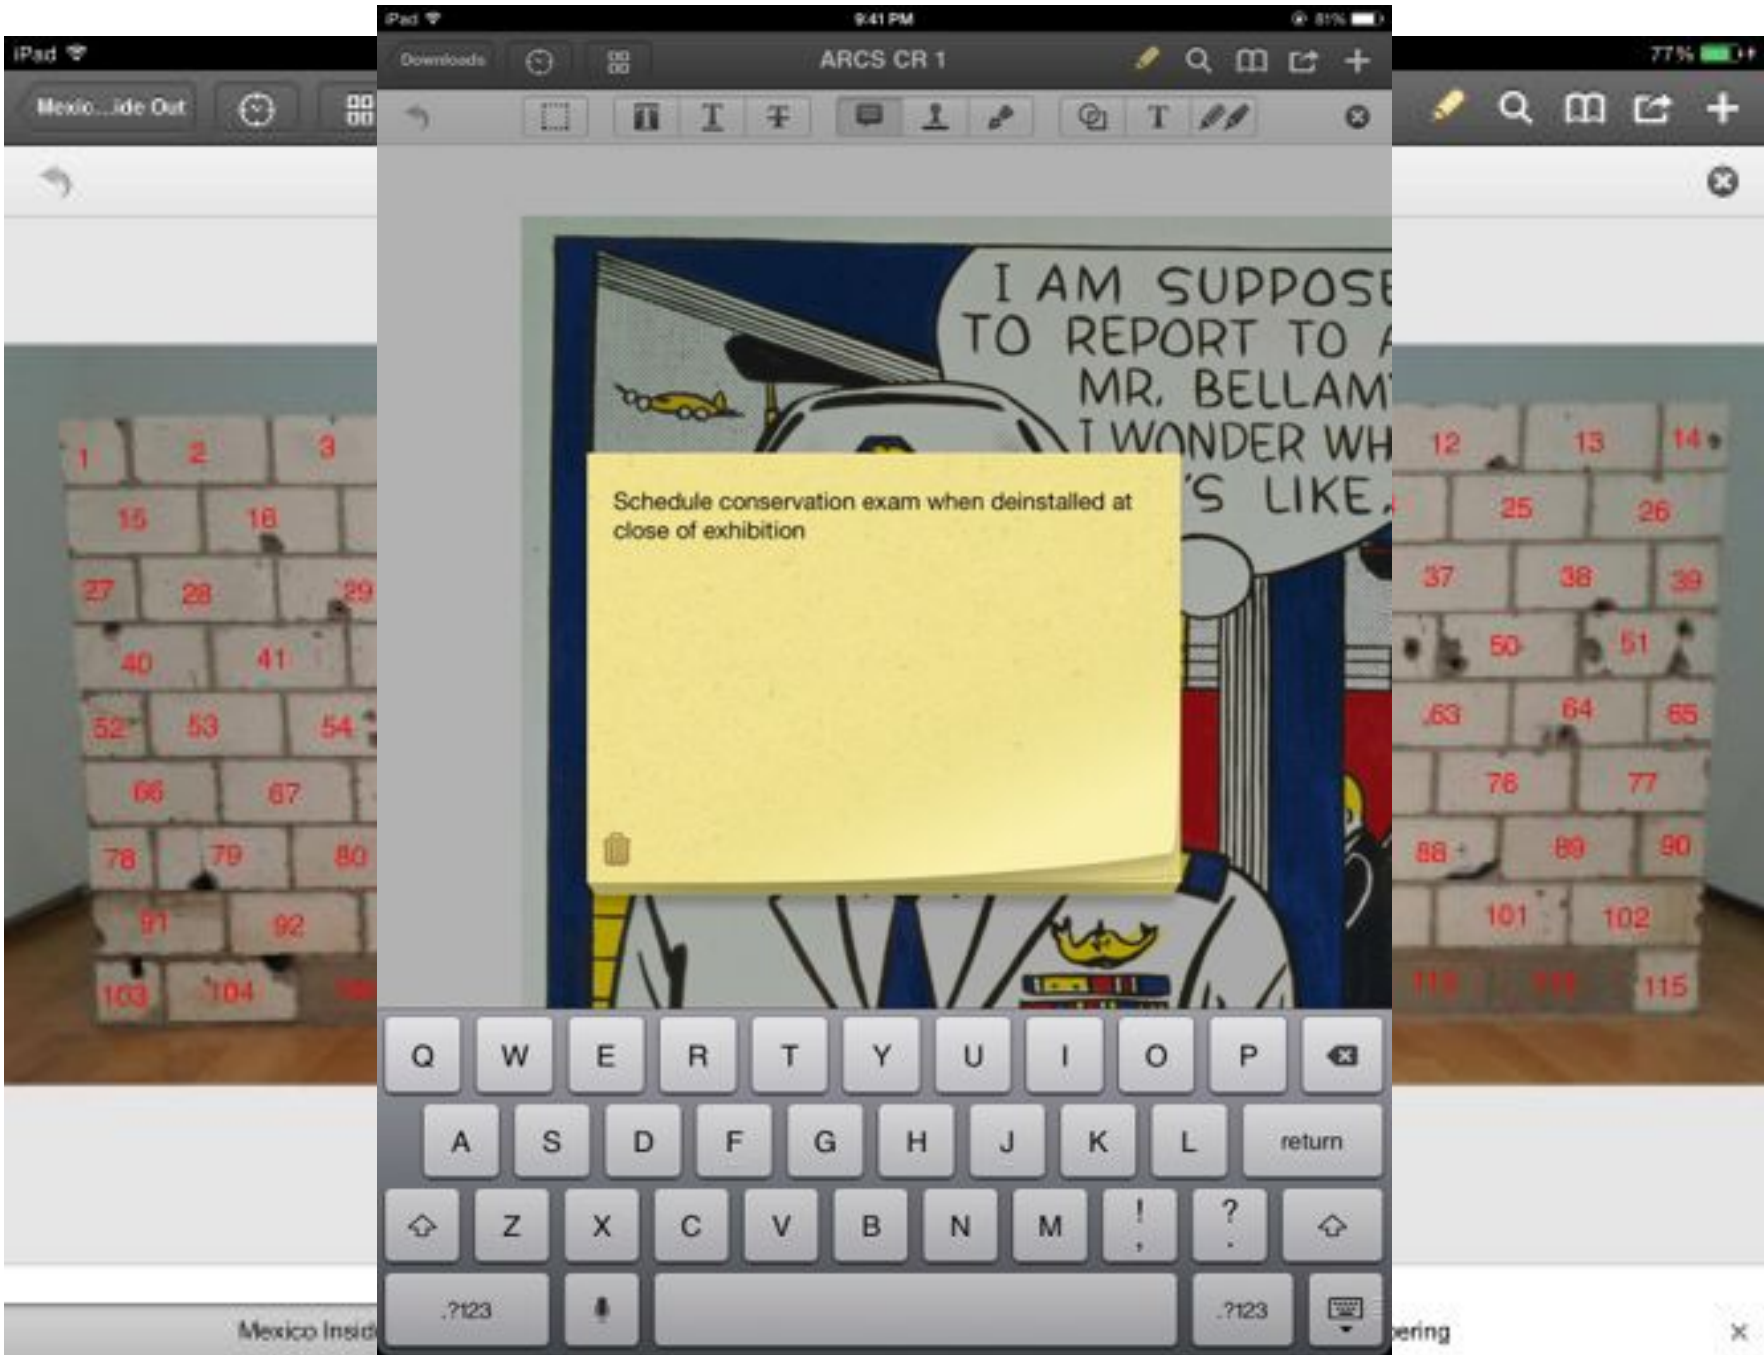 iPad
77%
Mexic...ide Out
1 2 3
15 16
27 28 29
40 41
52 53 54
66 67
78 79 80
91 92
103 104
Mexico Insid
iPad 9:41 PM 81%
Downloads ARCS CR 1
T T T T
I AM SUPPOSE
TO REPORT TO A
MR. BELLAMY
I WONDER WH
'S LIKE.
Schedule conservation exam when deinstalled at
close of exhibition
Q W E R T Y U I O P
A S D F G H J K L return
Z X C V B N M ! , ? .
.?123 .?123
12 13 14
25 26
37 38 39
50 51
63 64 65
76 77
88 89 90
101 102
115
ering